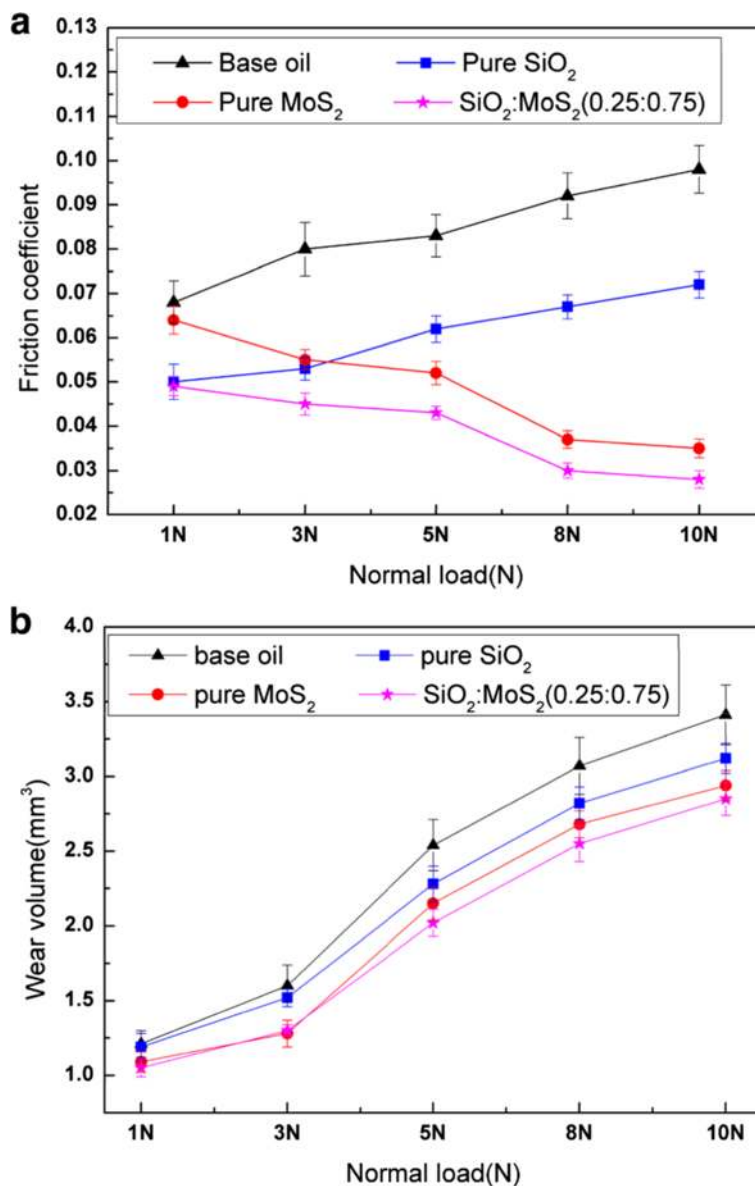 a
0.13
0.12
0.11
0.10
0.09
0.08
0.07
0.06
0.05
0.04
0.03
0.02
Friction coefficient
Base oil Pure SiO₂
Pure MoS₂ SiO₂:MoS₂(0.25:0.75)
1N 3N 5N 8N 10N
Normal load(N)
b
4.0
3.5
3.0
2.5
2.0
1.5
1.0
Wear volume(mm³)
base oil pure SiO₂
pure MoS₂ SiO₂:MoS₂(0.25:0.75)
1N 3N 5N 8N 10N
Normal load(N)